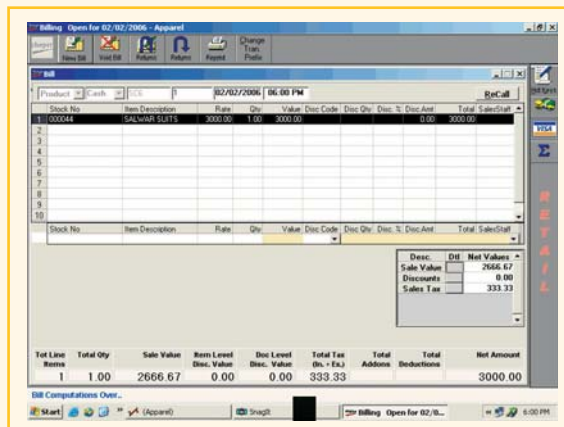 Billing Open for 02/02/2006 - Apparel
New Bill Void Bill Returns Return Reprint Change Tran. Prefix
Bill
Product Cash 1 02/02/2006 06:00 PM ReCall
Stock No Item Description Rate Qty Value Disc Code Disc Qty Disc. % Disc.Amt Total SalesStaff
1 000044 SALWAR SUITS 3000.00 1.00 3000.00 0.00 3000.00
2
3
4
5
6
7
8
9
10
Stock No Item Description Rate Qty Value Disc Code Disc Qty Disc. % Disc.Amt Total SalesStaff
Desc. Dtl Net Values
Sale Value 2666.67
Discounts 0.00
Sales Tax 333.33
Tot Line Items Total Qty Sale Value Item Level Disc. Value Doc Level Disc. Value Total Tax (In. + Ex.) Total Addons Total Deductions Net Amount
1 1.00 2666.67 0.00 0.00 333.33 3000.00
Bill Computations Over..
Start (Apparel) SnagIt Billing Open for 02/0... 6:00 PM
VISA
Σ
RETAIL